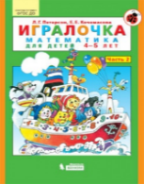 Л.Г. Петерсон, Е.Е. Кочемасова
ИГРАЛОЧКА
МАТЕМАТИКА
ДЛЯ ДЕТЕЙ 4-5 ЛЕТ
Часть 2